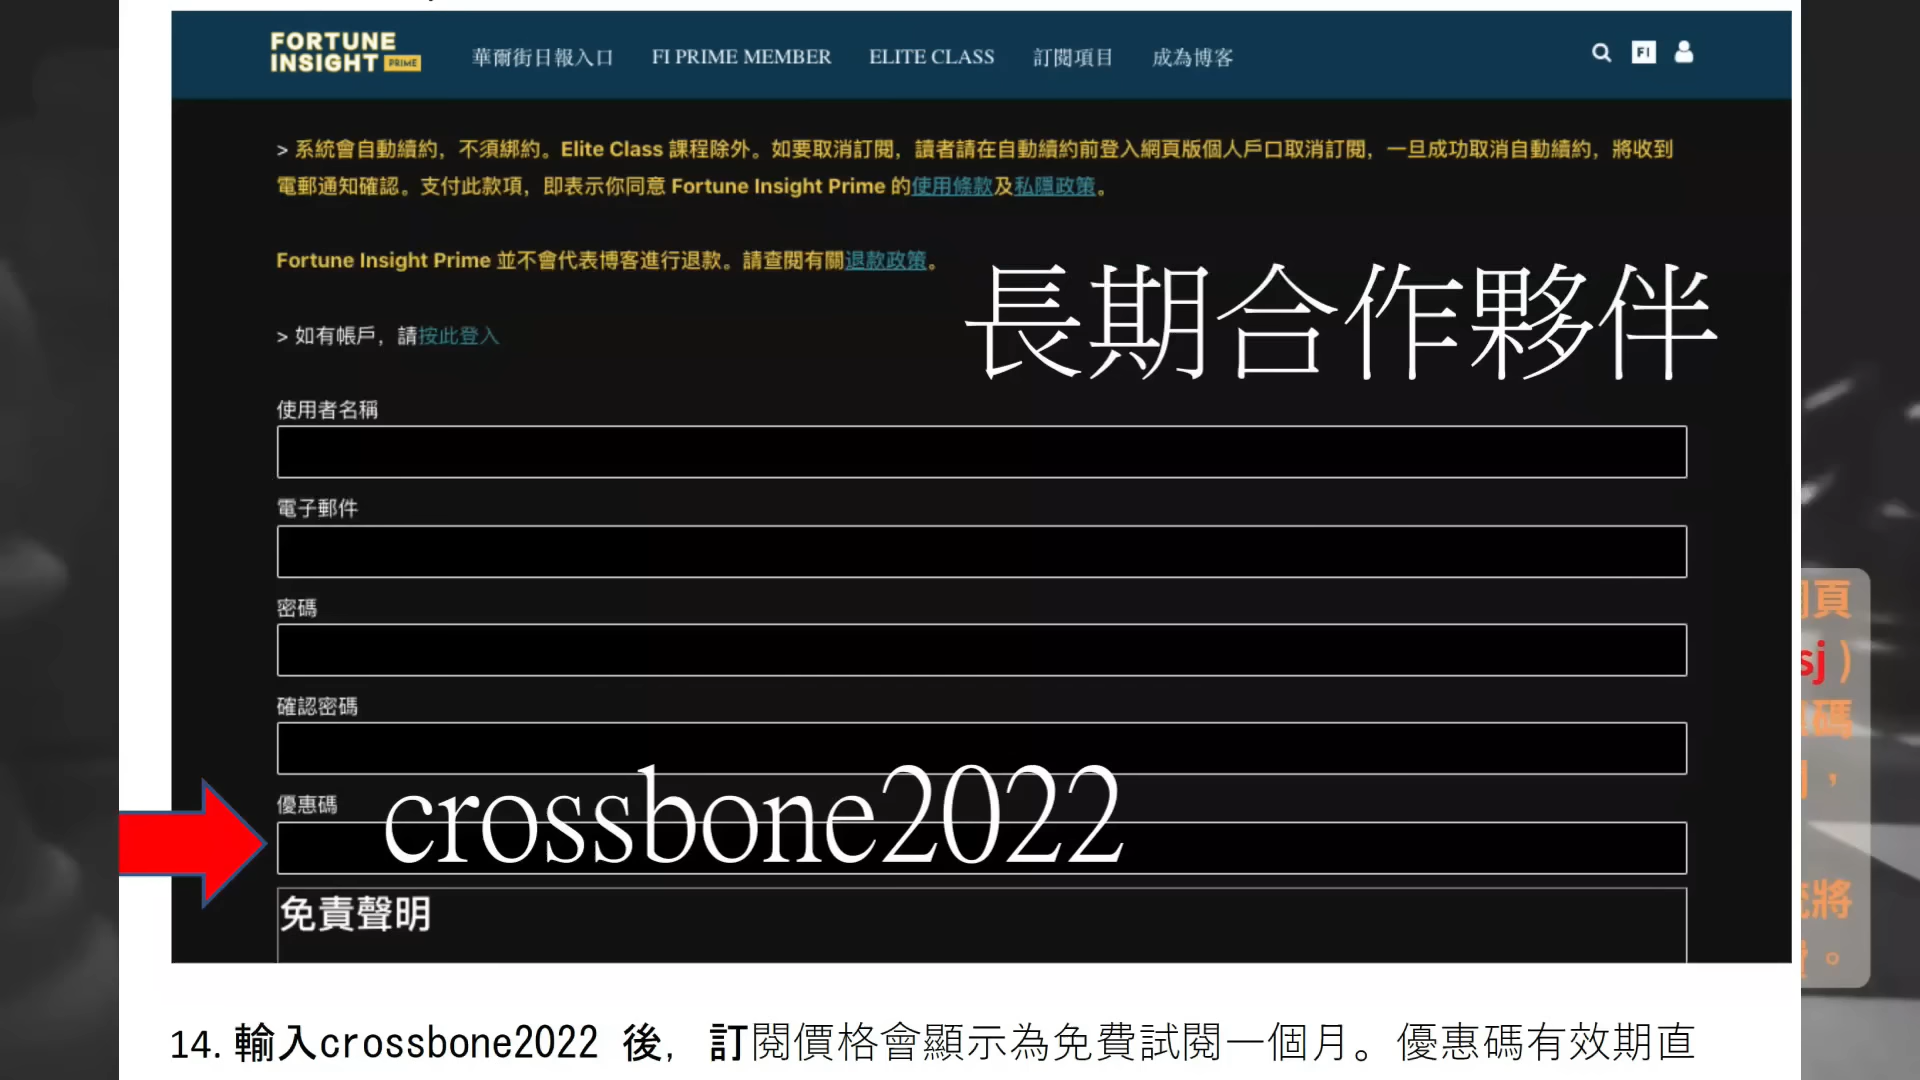 FORTUNE
INSIGHT PRIME
華爾街日報入口 FI PRIME MEMBER ELITE CLASS 訂閱項目 成為博客 FI
> 系統會自動續約，不須綁約。Elite Class 課程除外。如要取消訂閱，讀者請在自動續約前登入網頁版個人戶口取消訂閱，一旦成功取消自動續約，將收到
電郵通知確認。支付此款項，即表示你同意 Fortune Insight Prime 的使用條款及私隱政策。
Fortune Insight Prime 並不會代表博客進行退款。請查閱有關退款政策。
長期合作夥伴
> 如有帳戶，請按此登入
使用者名稱
電子郵件
密碼
確認密碼
優惠碼
crossbone2022
免責聲明
頁
sj )
碼
，
將
。
14. 輸入crossbone2022 後，訂閱價格會顯示為免費試閱一個月。優惠碼有效期直